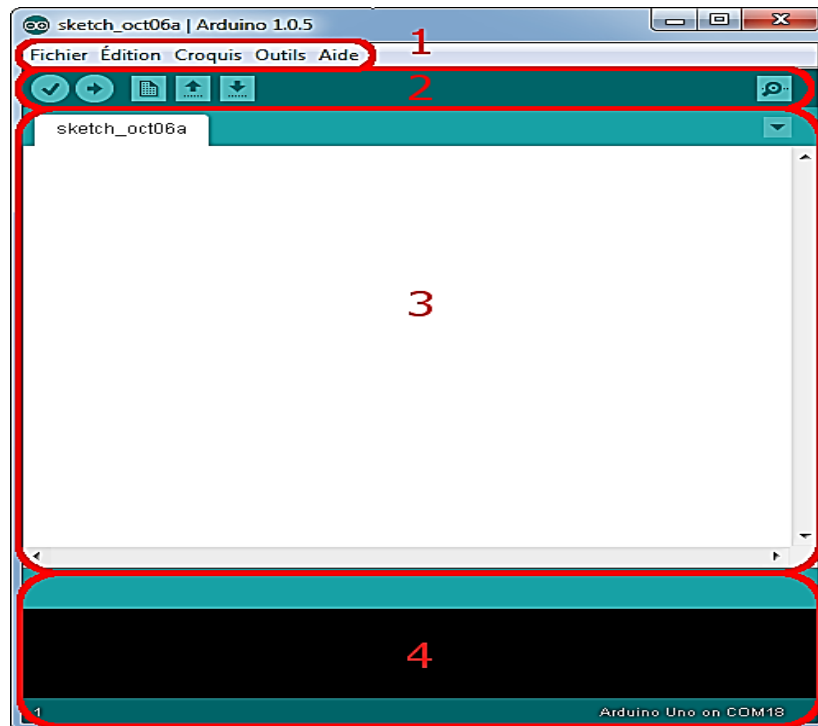 sketch_oct06a | Arduino 1.0.5
1
Fichier Édition Croquis Outils Aide
2
sketch_oct06a
3
4
1
Arduino Uno on COM18